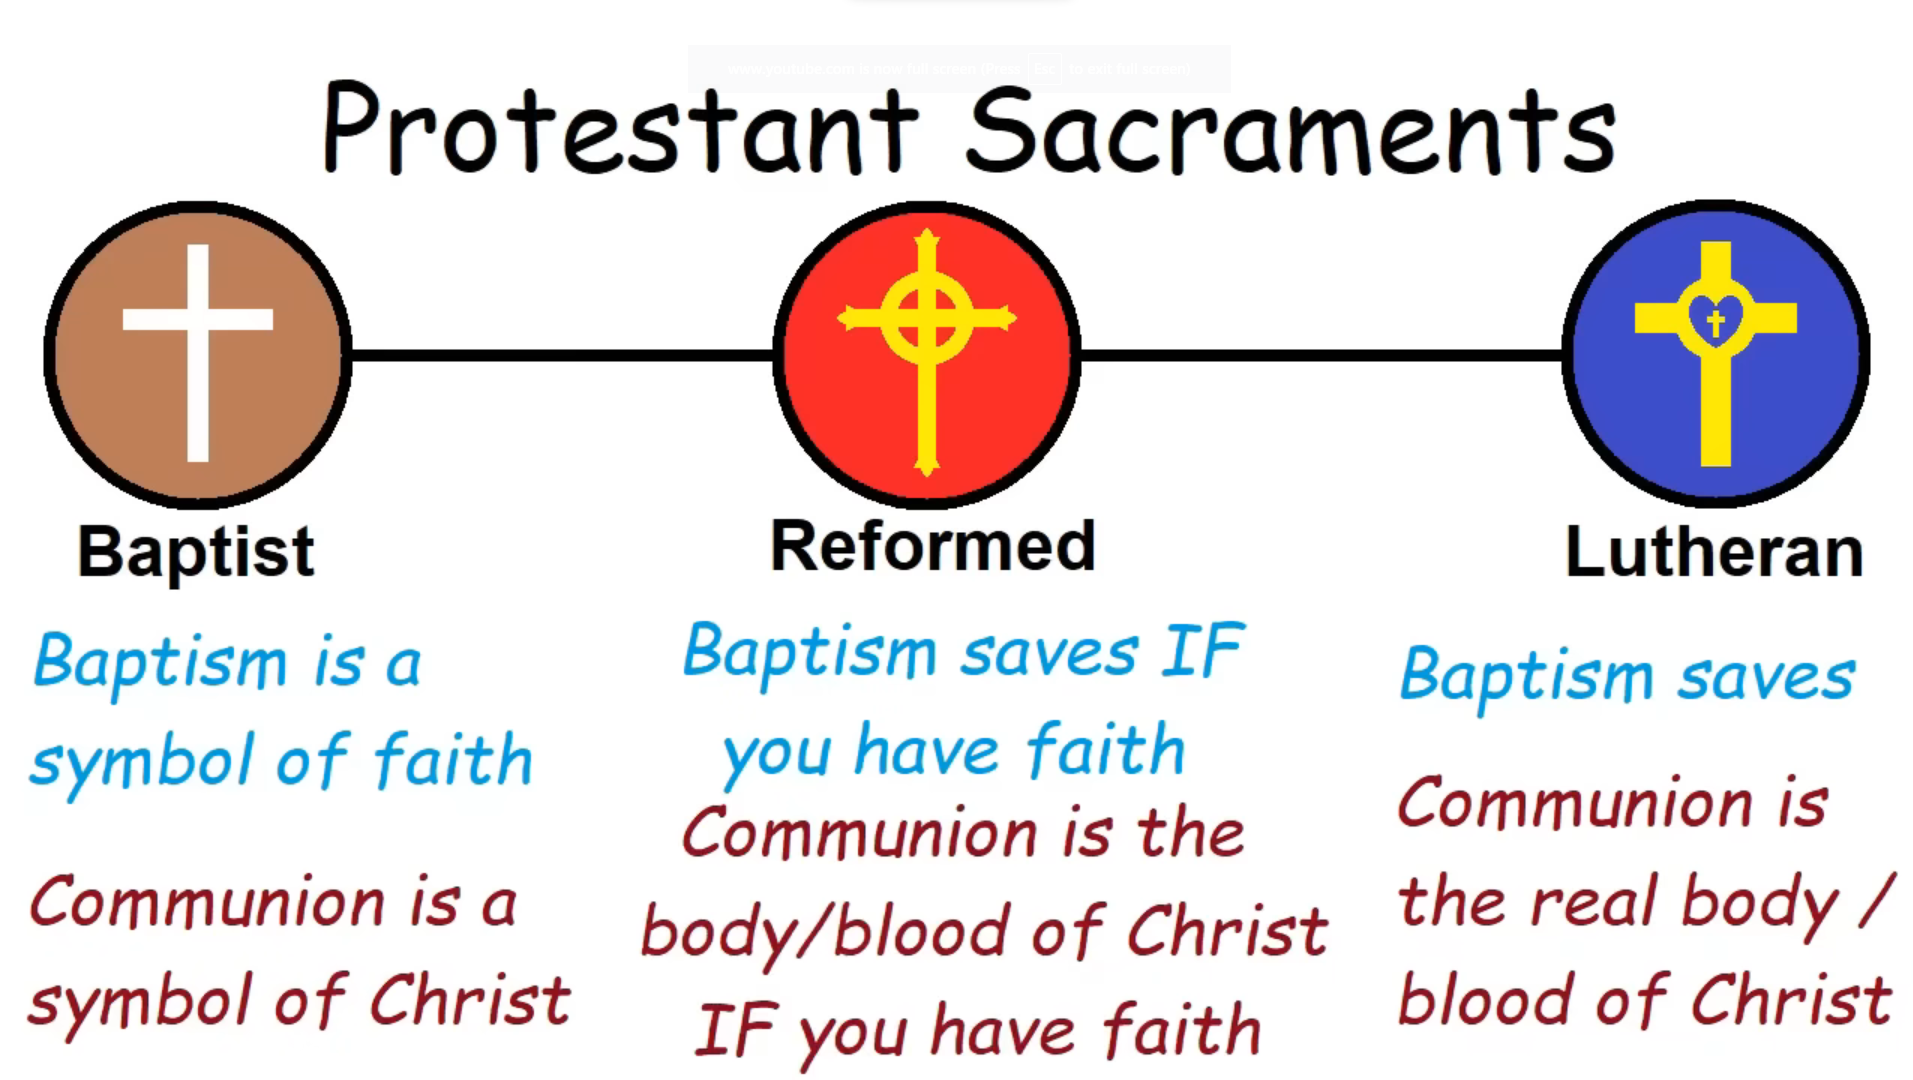 www.youtube.com is now full screen (Press Esc to exit full screen)
Protestant Sacraments
Baptist
Baptism is a
symbol of faith
Communion is a
symbol of Christ
Reformed
Baptism saves IF
you have faith
Communion is the
body/blood of Christ
IF you have faith
Lutheran
Baptism saves
Communion is
the real body /
blood of Christ